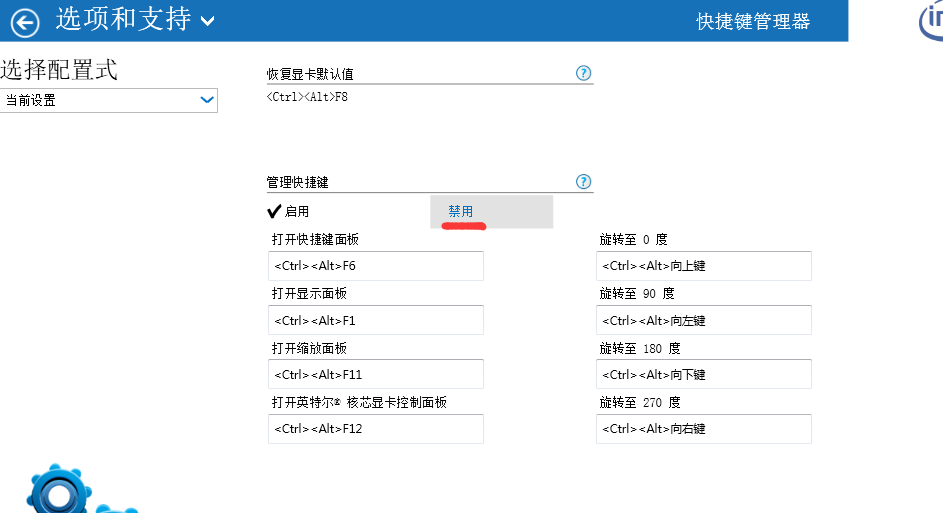 选项和支持
快捷键管理器
选择配置式
当前设置
恢复显卡默认值
<Ctrl><Alt>F8
管理快捷键
启用
禁用
打开快捷键面板
旋转至 0 度
<Ctrl><Alt>F6
<Ctrl><Alt>向上键
打开显示面板
旋转至 90 度
<Ctrl><Alt>F1
<Ctrl><Alt>向左键
打开缩放面板
旋转至 180 度
<Ctrl><Alt>F11
<Ctrl><Alt>向下键
打开英特尔® 核芯显卡控制面板
旋转至 270 度
<Ctrl><Alt>F12
<Ctrl><Alt>向右键